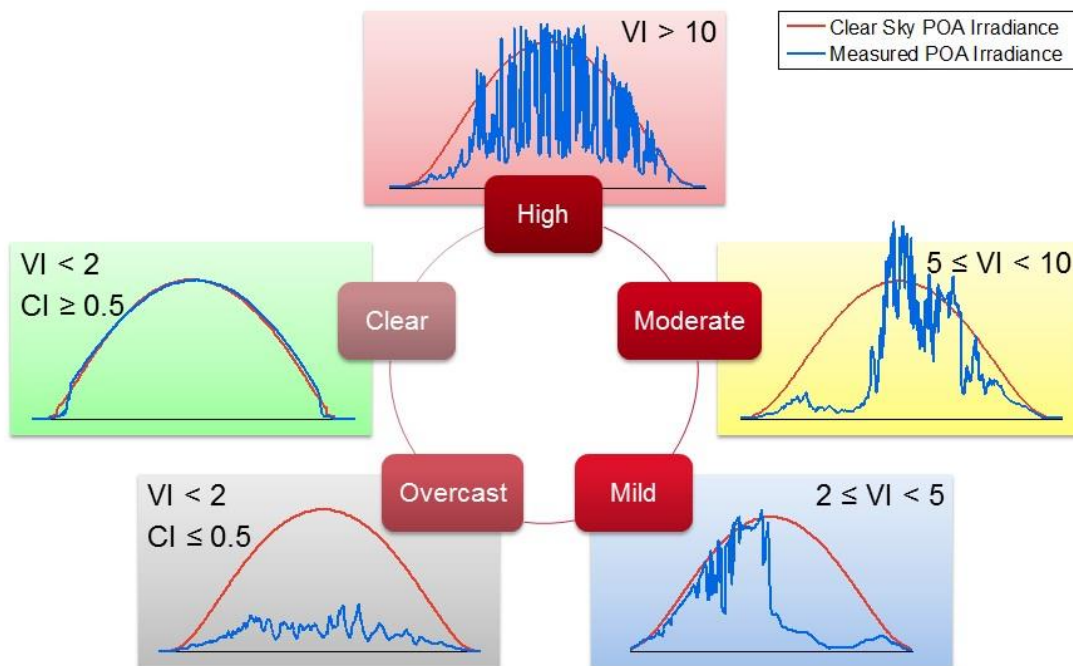 VI > 10
Clear Sky POA Irradiance
Measured POA Irradiance
High
VI < 2
CI ≥ 0.5
Clear
5 ≤ VI < 10
Moderate
VI < 2
CI ≤ 0.5
Overcast
Mild
2 ≤ VI < 5